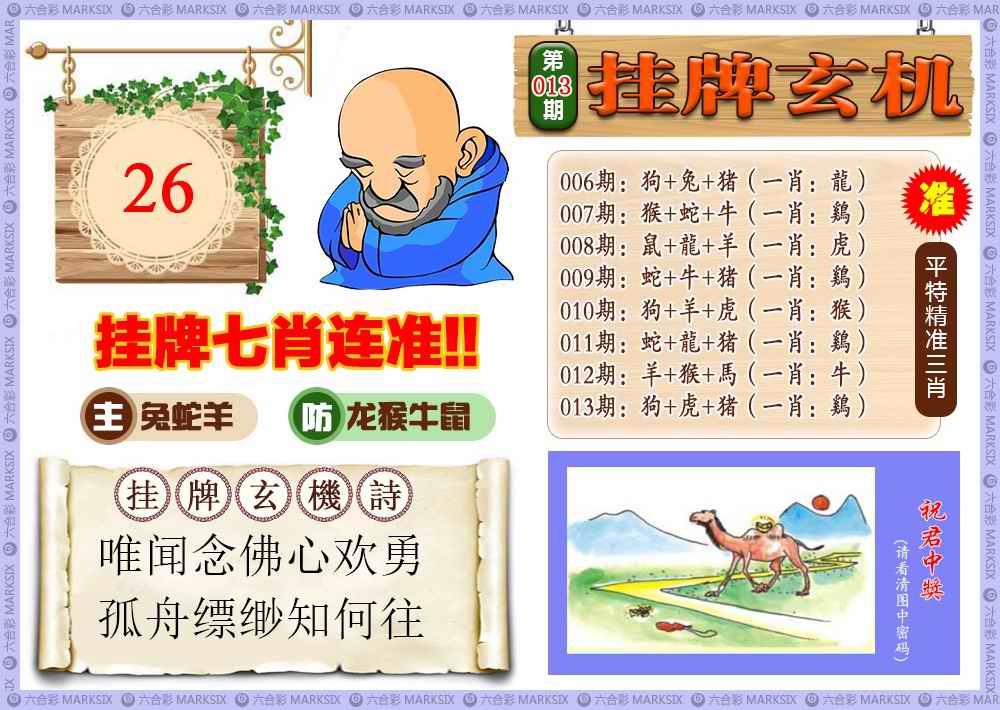 六合彩 MARKSIX
26
挂牌七肖连准!!
主 兔蛇羊
防 龙猴牛鼠
挂牌玄機詩
唯闻念佛心欢勇
孤舟缥缈知何往
第013期
挂牌玄机
006期：狗+兔+猪（一肖：龍）
007期：猴+蛇+牛（一肖：鷄）
008期：鼠+龍+羊（一肖：虎）
009期：蛇+牛+猪（一肖：鷄）
010期：狗+羊+虎（一肖：猴）
011期：蛇+龍+猪（一肖：鷄）
012期：羊+猴+馬（一肖：牛）
013期：狗+虎+猪（一肖：鷄）
准
平特精准三肖
祝君中獎
（请看清图中密码）